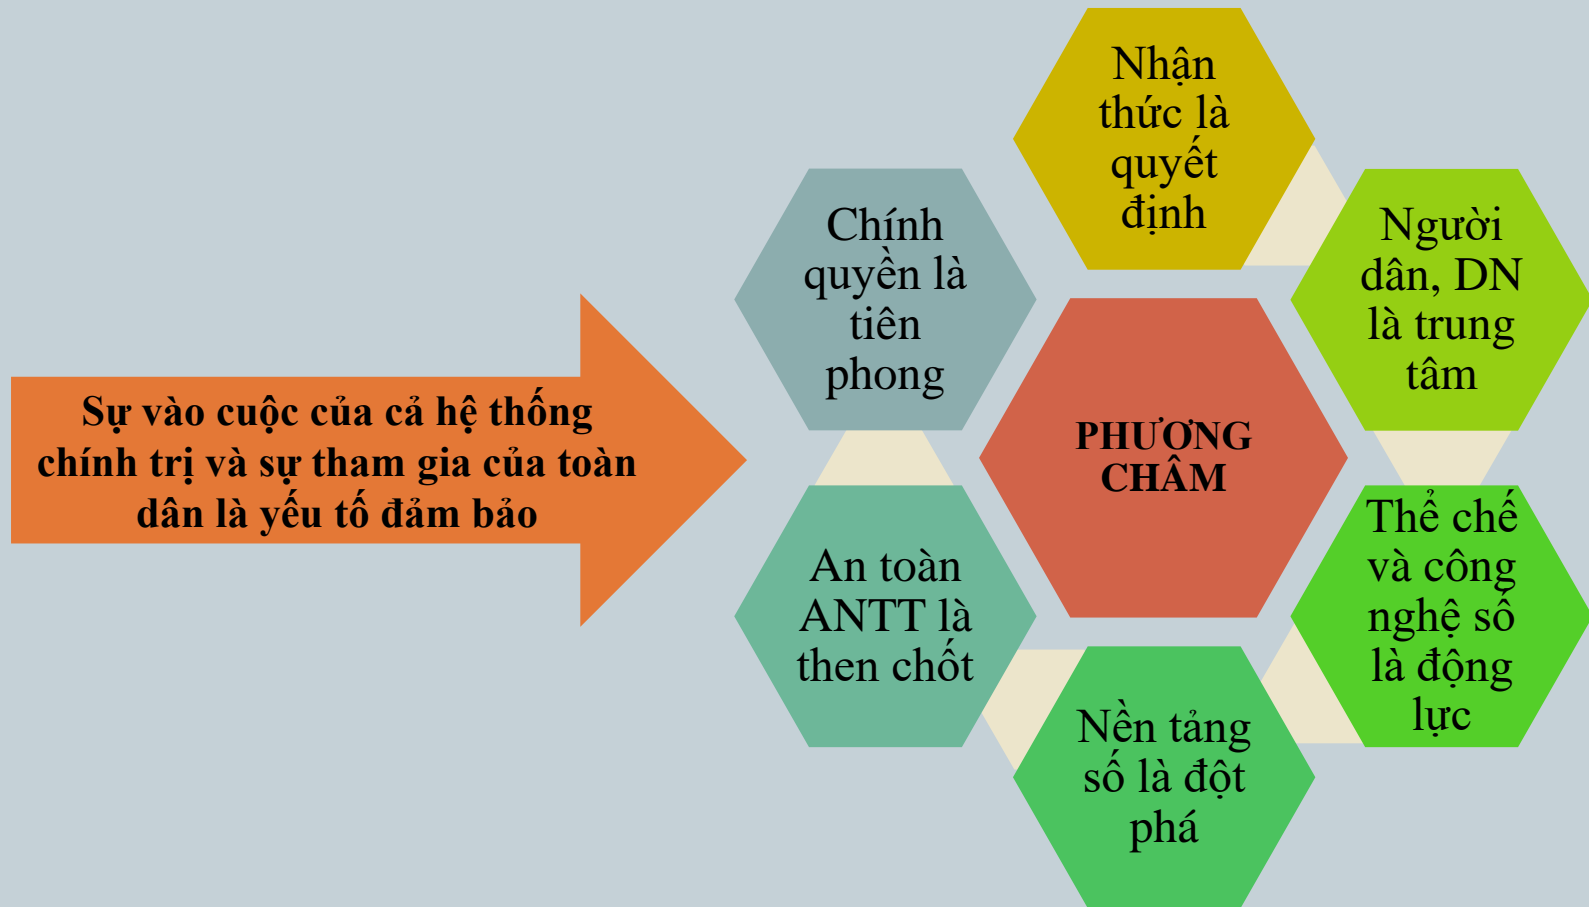 Sự vào cuộc của cả hệ thống
chính trị và sự tham gia của toàn
dân là yếu tố đảm bảo
PHƯƠNG
CHÂM
Nhận
thức là
quyết
định
Người
dân, DN
là trung
tâm
Thể chế
và công
nghệ số
là động
lực
Nền tảng
số là đột
phá
An toàn
ANTT là
then chốt
Chính
quyền là
tiên
phong